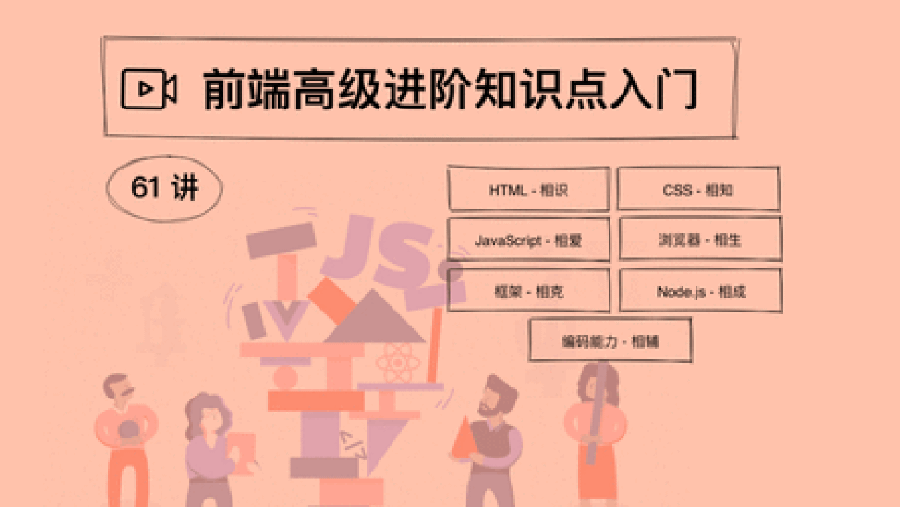 前端高级进阶知识点入门
61 讲
HTML - 相识
CSS - 相知
JavaScript - 相爱
浏览器 - 相生
框架 - 相克
Node.js - 相成
编码能力 - 相辅
JS